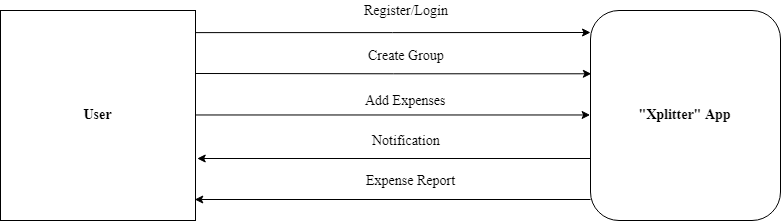 Register/Login
Create Group
User
Add Expenses
"Xplitter" App
Notification
Expense Report